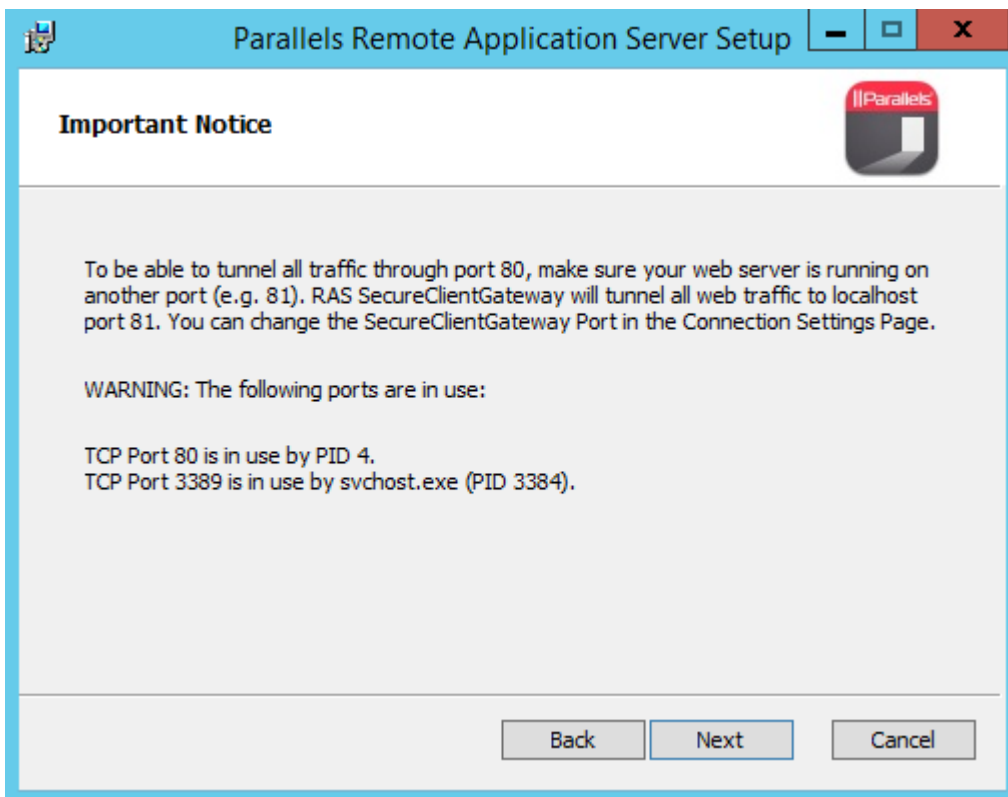 Parallels Remote Application Server Setup
Important Notice
||Parallels
To be able to tunnel all traffic through port 80, make sure your web server is running on
another port (e.g. 81). RAS SecureClientGateway will tunnel all web traffic to localhost
port 81. You can change the SecureClientGateway Port in the Connection Settings Page.
WARNING: The following ports are in use:
TCP Port 80 is in use by PID 4.
TCP Port 3389 is in use by svchost.exe (PID 3384).
Back Next Cancel